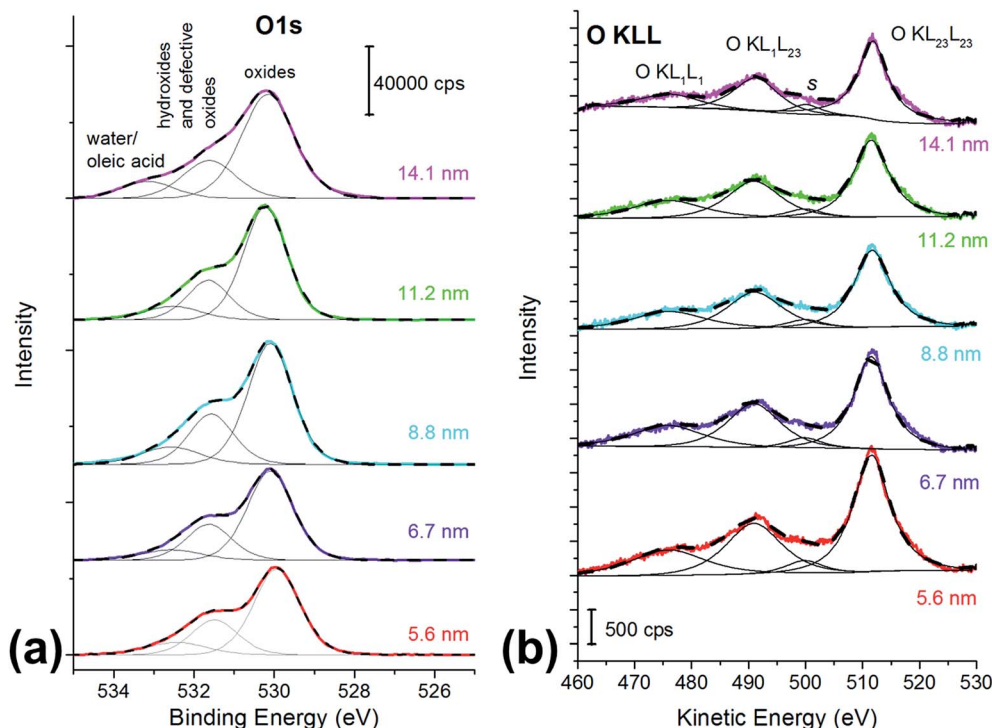 O1s
40000 cps
hydroxides
and defective
oxides
oxides
water/
oleic acid
14.1 nm
11.2 nm
8.8 nm
6.7 nm
5.6 nm
Intensity
(a)
534 532 530 528 526
Binding Energy (eV)
O KLL
O KL₁L₁
O KL₁L₂₃
s
O KL₂₃L₂₃
14.1 nm
11.2 nm
8.8 nm
6.7 nm
5.6 nm
500 cps
Intensity
(b)
460 470 480 490 500 510 520 530
Kinetic Energy (eV)